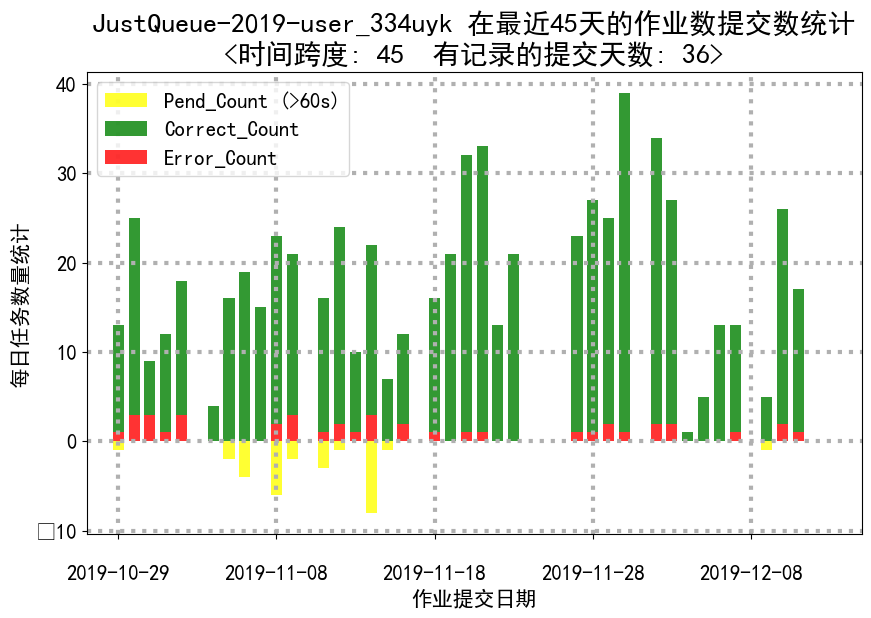 JustQueue-2019-user_334uyk 在最近45天的作业数提交数统计
<时间跨度: 45  有记录的提交天数: 36>
Pend_Count (>60s)
Correct_Count
Error_Count
每日任务数量统计
40
30
20
10
0
□10
2019-10-29
2019-11-08
2019-11-18
2019-11-28
2019-12-08
作业提交日期